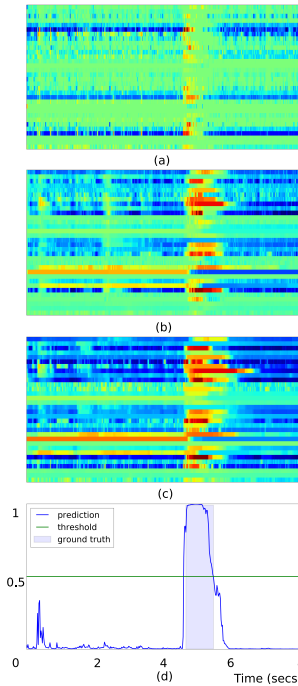 (a)
(b)
(c)
1
prediction
threshold
ground truth
0.5
0 2 4 6
(d) Time (secs